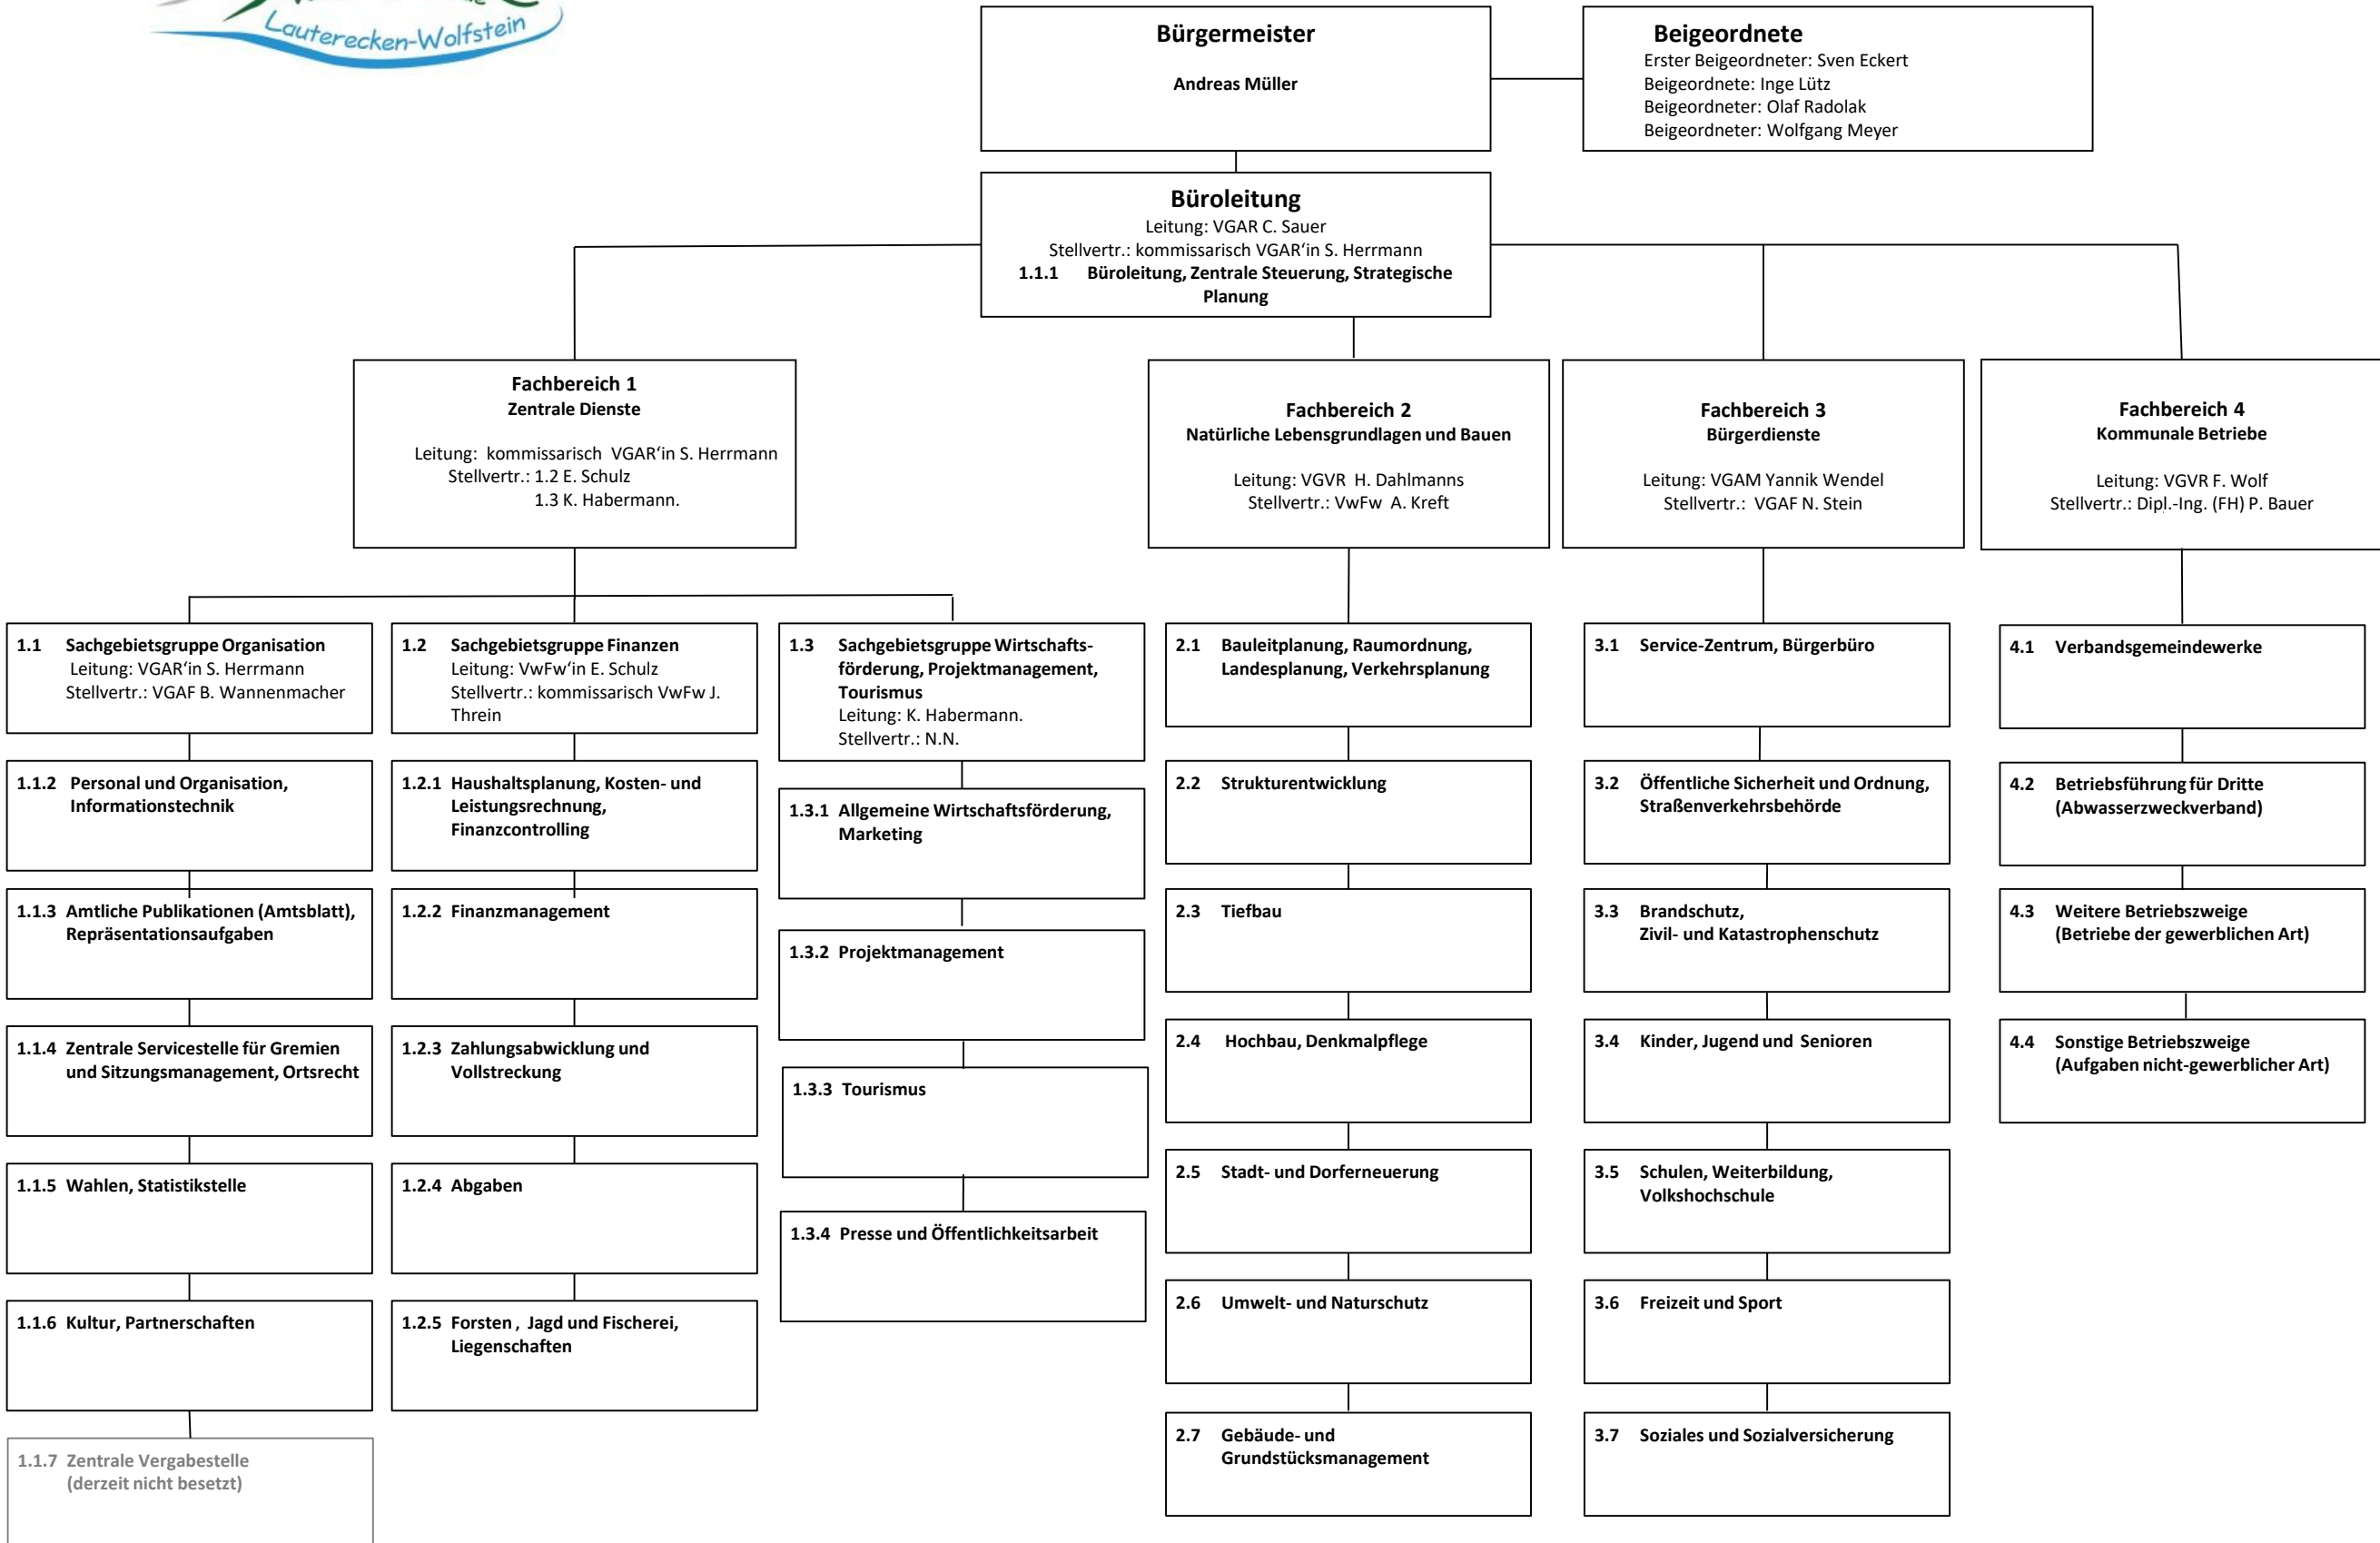 Lauterecken-Wolfstein
Bürgermeister
Andreas Müller
Beigeordnete
Erster Beigeordneter: Sven Eckert
Beigeordnete: Inge Lütz
Beigeordneter: Olaf Radolak
Beigeordneter: Wolfgang Meyer
Büroleitung
Leitung: VGAR C. Sauer
Stellvertr.: kommissarisch VGAR‘in S. Herrmann
1.1.1 Büroleitung, Zentrale Steuerung, Strategische
Planung
Fachbereich 1
Zentrale Dienste
Leitung: kommissarisch VGAR‘in S. Herrmann
Stellvertr.: 1.2 E. Schulz
1.3 K. Habermann.
Fachbereich 2
Natürliche Lebensgrundlagen und Bauen
Leitung: VGVR H. Dahlmanns
Stellvertr.: VwFw A. Kreft
Fachbereich 3
Bürgerdienste
Leitung: VGAM Yannik Wendel
Stellvertr.: VGAF N. Stein
Fachbereich 4
Kommunale Betriebe
Leitung: VGVR F. Wolf
Stellvertr.: Dipl.-Ing. (FH) P. Bauer
1.1 Sachgebietsgruppe Organisation
Leitung: VGAR‘in S. Herrmann
Stellvertr.: VGAF B. Wannenmacher
1.1.2 Personal und Organisation,
Informationstechnik
1.1.3 Amtliche Publikationen (Amtsblatt),
Repräsentationsaufgaben
1.1.4 Zentrale Servicestelle für Gremien
und Sitzungsmanagement, Ortsrecht
1.1.5 Wahlen, Statistikstelle
1.1.6 Kultur, Partnerschaften
1.1.7 Zentrale Vergabestelle
(derzeit nicht besetzt)
1.2 Sachgebietsgruppe Finanzen
Leitung: VwFw‘in E. Schulz
Stellvertr.: kommissarisch VwFw J.
Threin
1.2.1 Haushaltsplanung, Kosten- und
Leistungsrechnung,
Finanzcontrolling
1.2.2 Finanzmanagement
1.2.3 Zahlungsabwicklung und
Vollstreckung
1.2.4 Abgaben
1.2.5 Forsten , Jagd und Fischerei,
Liegenschaften
1.3 Sachgebietsgruppe Wirtschafts-
förderung, Projektmanagement,
Tourismus
Leitung: K. Habermann.
Stellvertr.: N.N.
1.3.1 Allgemeine Wirtschaftsförderung,
Marketing
1.3.2 Projektmanagement
1.3.3 Tourismus
1.3.4 Presse und Öffentlichkeitsarbeit
2.1 Bauleitplanung, Raumordnung,
Landesplanung, Verkehrsplanung
2.2 Strukturentwicklung
2.3 Tiefbau
2.4 Hochbau, Denkmalpflege
2.5 Stadt- und Dorferneuerung
2.6 Umwelt- und Naturschutz
2.7 Gebäude- und
Grundstücksmanagement
3.1 Service-Zentrum, Bürgerbüro
3.2 Öffentliche Sicherheit und Ordnung,
Straßenverkehrsbehörde
3.3 Brandschutz,
Zivil- und Katastrophenschutz
3.4 Kinder, Jugend und Senioren
3.5 Schulen, Weiterbildung,
Volkshochschule
3.6 Freizeit und Sport
3.7 Soziales und Sozialversicherung
4.1 Verbandsgemeindewerke
4.2 Betriebsführung für Dritte
(Abwasserzweckverband)
4.3 Weitere Betriebszweige
(Betriebe der gewerblichen Art)
4.4 Sonstige Betriebszweige
(Aufgaben nicht-gewerblicher Art)